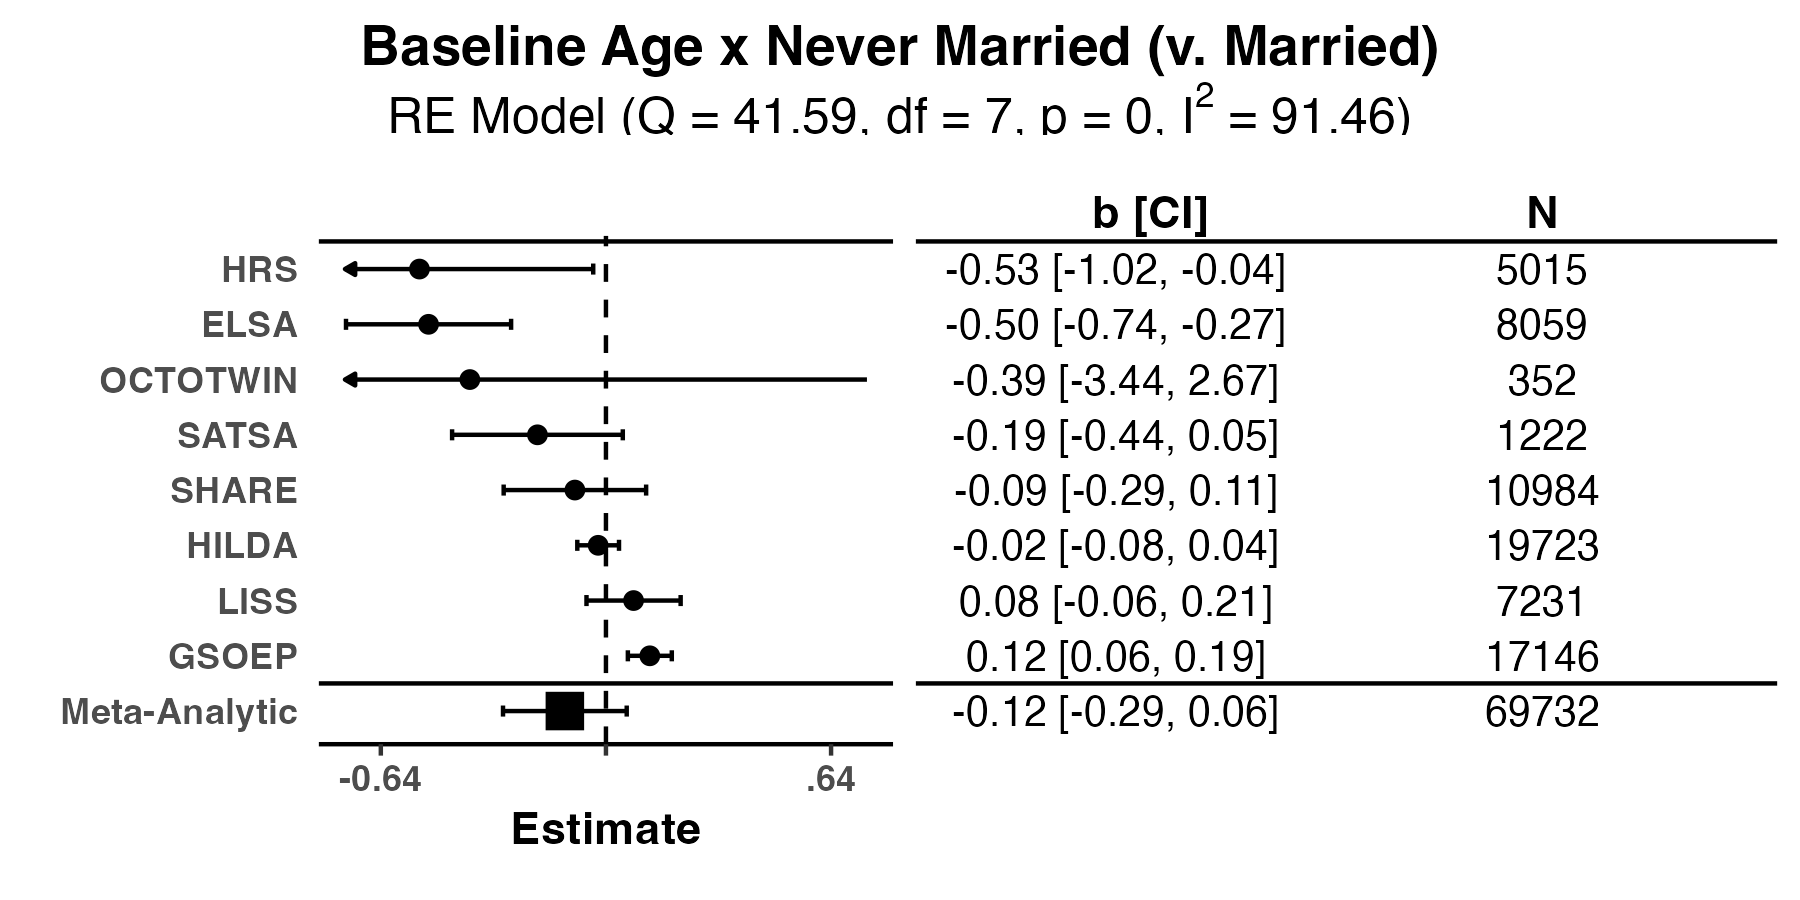 Baseline Age x Never Married (v. Married)
RE Model (Q = 41.59, df = 7, p = 0, I² = 91.46)
b [CI] N
HRS -0.53 [-1.02, -0.04] 5015
ELSA -0.50 [-0.74, -0.27] 8059
OCTOTWIN -0.39 [-3.44, 2.67] 352
SATSA -0.19 [-0.44, 0.05] 1222
SHARE -0.09 [-0.29, 0.11] 10984
HILDA -0.02 [-0.08, 0.04] 19723
LISS 0.08 [-0.06, 0.21] 7231
GSOEP 0.12 [0.06, 0.19] 17146
Meta-Analytic -0.12 [-0.29, 0.06] 69732
-0.64 .64
Estimate